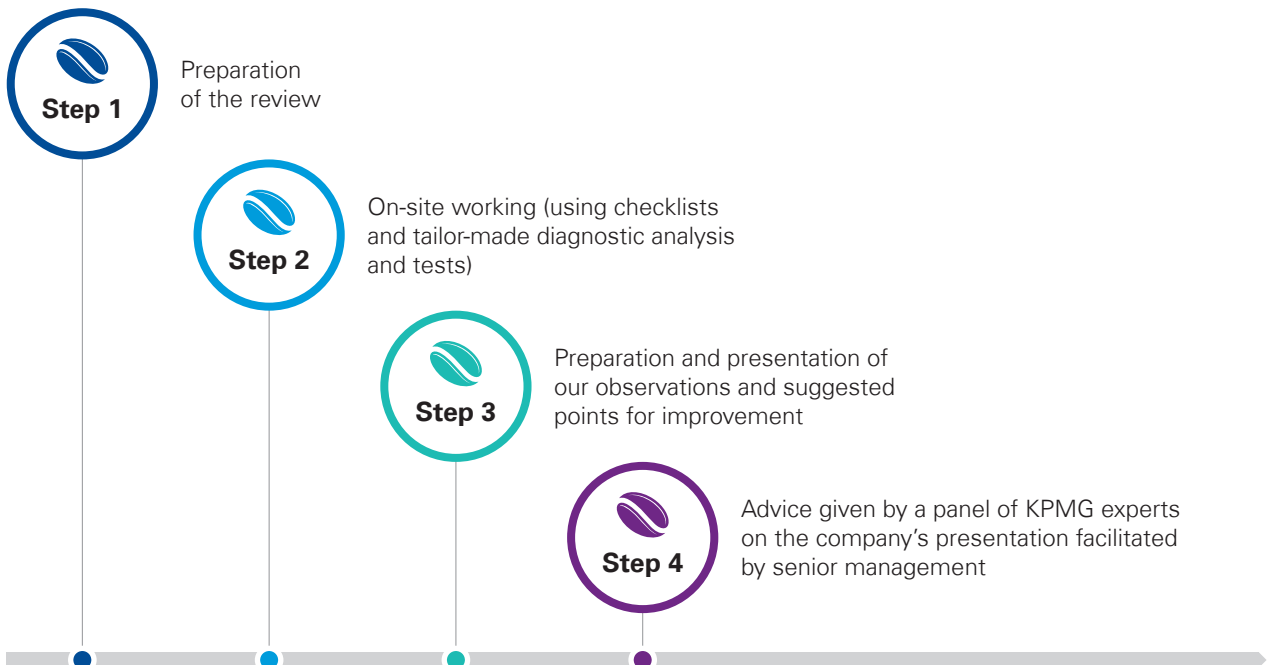 Step 1
Preparation
of the review
Step 2
On-site working (using checklists
and tailor-made diagnostic analysis
and tests)
Step 3
Preparation and presentation of
our observations and suggested
points for improvement
Step 4
Advice given by a panel of KPMG experts
on the company’s presentation facilitated
by senior management